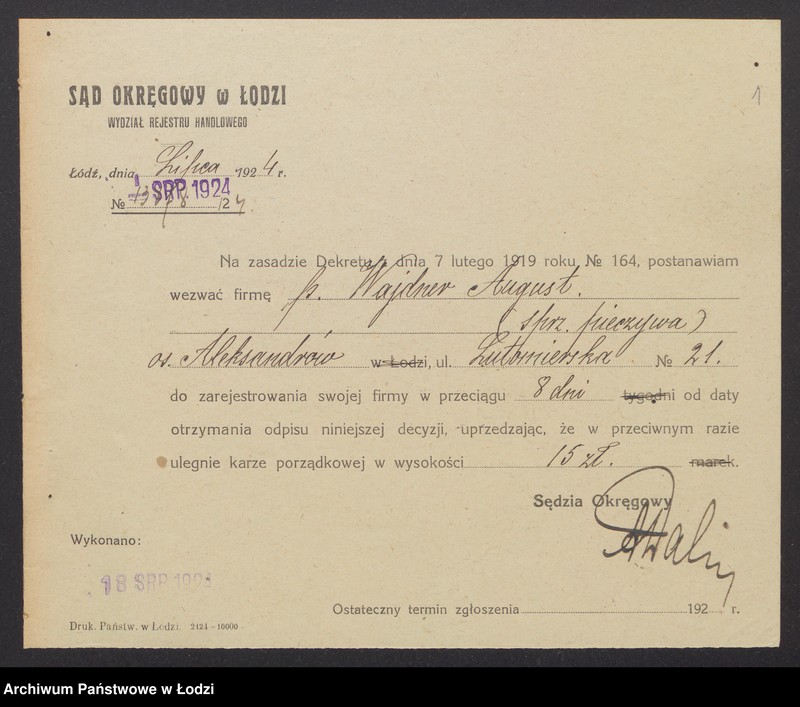 1
SĄD OKRĘGOWY w ŁODZI
WYDZIAŁ REJESTRU HANDLOWEGO
Łódź, dnia Lipca 1924 r.
1 SRP. 1924
№ /24.
Na zasadzie Dekretu z dnia 7 lutego 1919 roku № 164, postanawiam
wezwać firmę p. Wajdner August.
(sprz. pieczywa)
os. Aleksandrów w Łodzi, ul. Lutomierska № 21.
do zarejestrowania swojej firmy w przeciągu 8 dni tygodni od daty
otrzymania odpisu niniejszej decyzji, uprzedzając, że w przeciwnym razie
ulegnie karze porządkowej w wysokości 15 zł. marek.
Sędzia Okręgowy
Wykonano:
18 SRP 1924
Ostateczny termin zgłoszenia 192 r.
Druk. Państw. w Łodzi. 2124–10000
Archiwum Państwowe w Łodzi